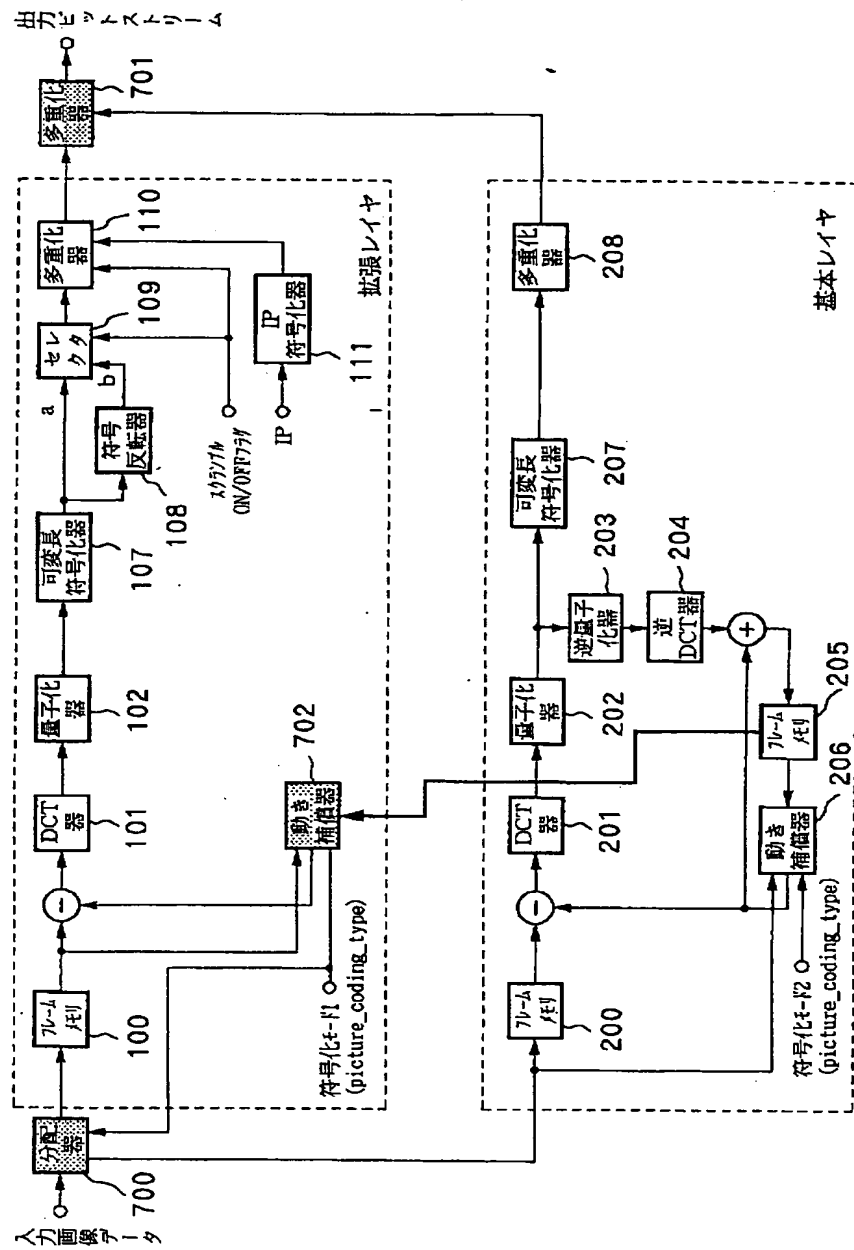 入力画像データ
分配器
700
フレームメモリ
100
符号化モード1
(picture_coding_type)
−
DCT器
101
量子化器
102
動き補償器
702
可変長符号化器
107
符号反転器
108
a
b
セレクタ
109
スクランブル
ON/OFFフラグ
IP
IP符号化器
111
多重化器
110
拡張レイヤ
多重化器
701
出力ビットストリーム
フレームメモリ
200
−
DCT器
201
量子化器
202
逆量子化器
203
逆DCT器
204
+
フレームメモリ
205
動き補償器
206
符号化モード2
(picture_coding_type)
可変長符号化器
207
多重化器
208
基本レイヤ